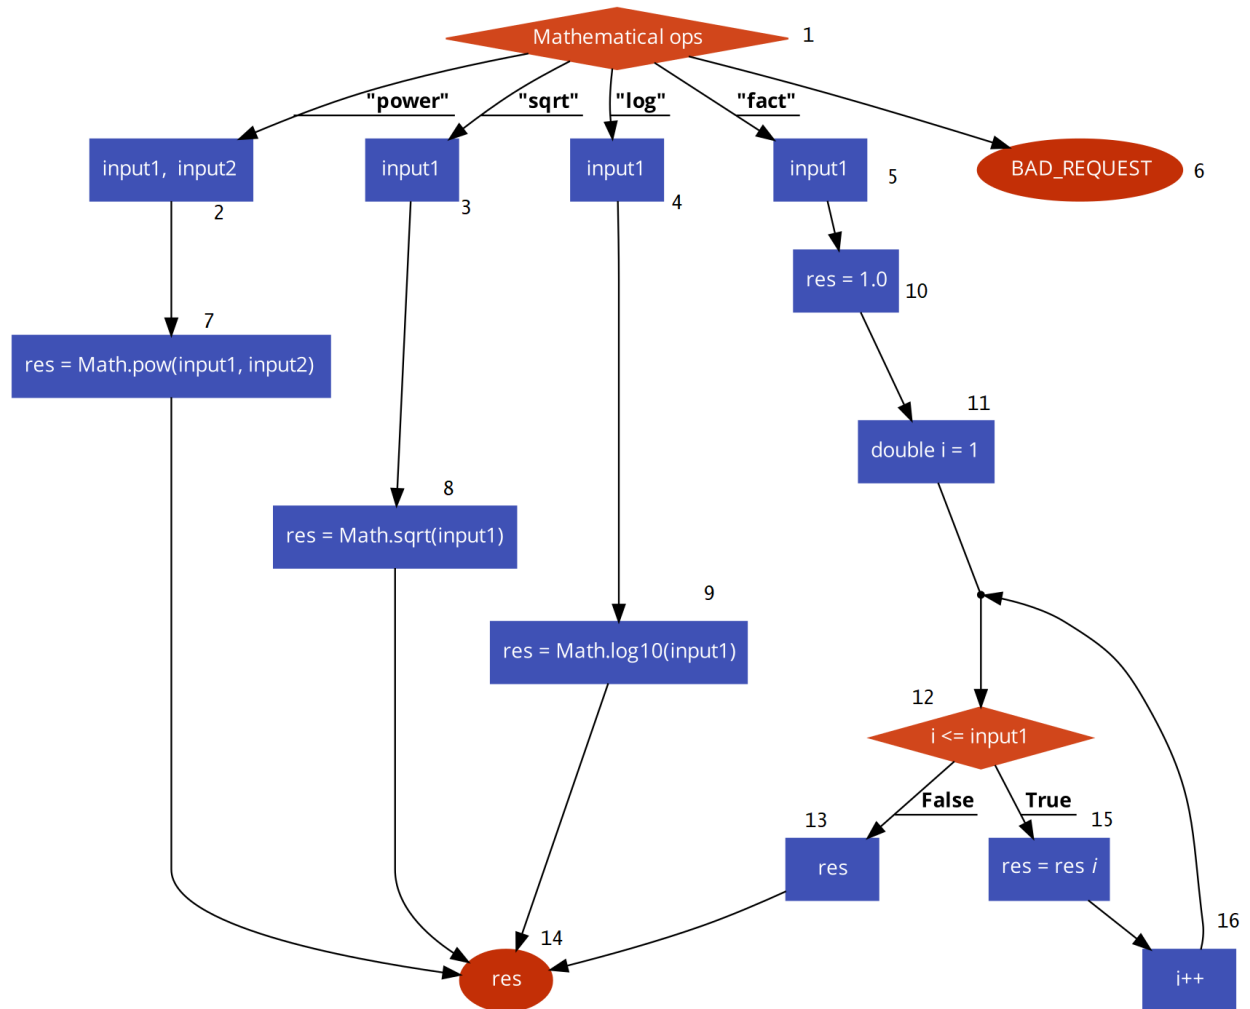 Mathematical ops 1
"power" "sqrt" "log" "fact"
input1, input2 input1 input1 input1 BAD_REQUEST
2 3 4 5 6
res = 1.0
10
7
res = Math.pow(input1, input2)
11
double i = 1
8
res = Math.sqrt(input1)
9
res = Math.log10(input1)
12
i <= input1
False True
13 15
res res = res i
14 16
res i++